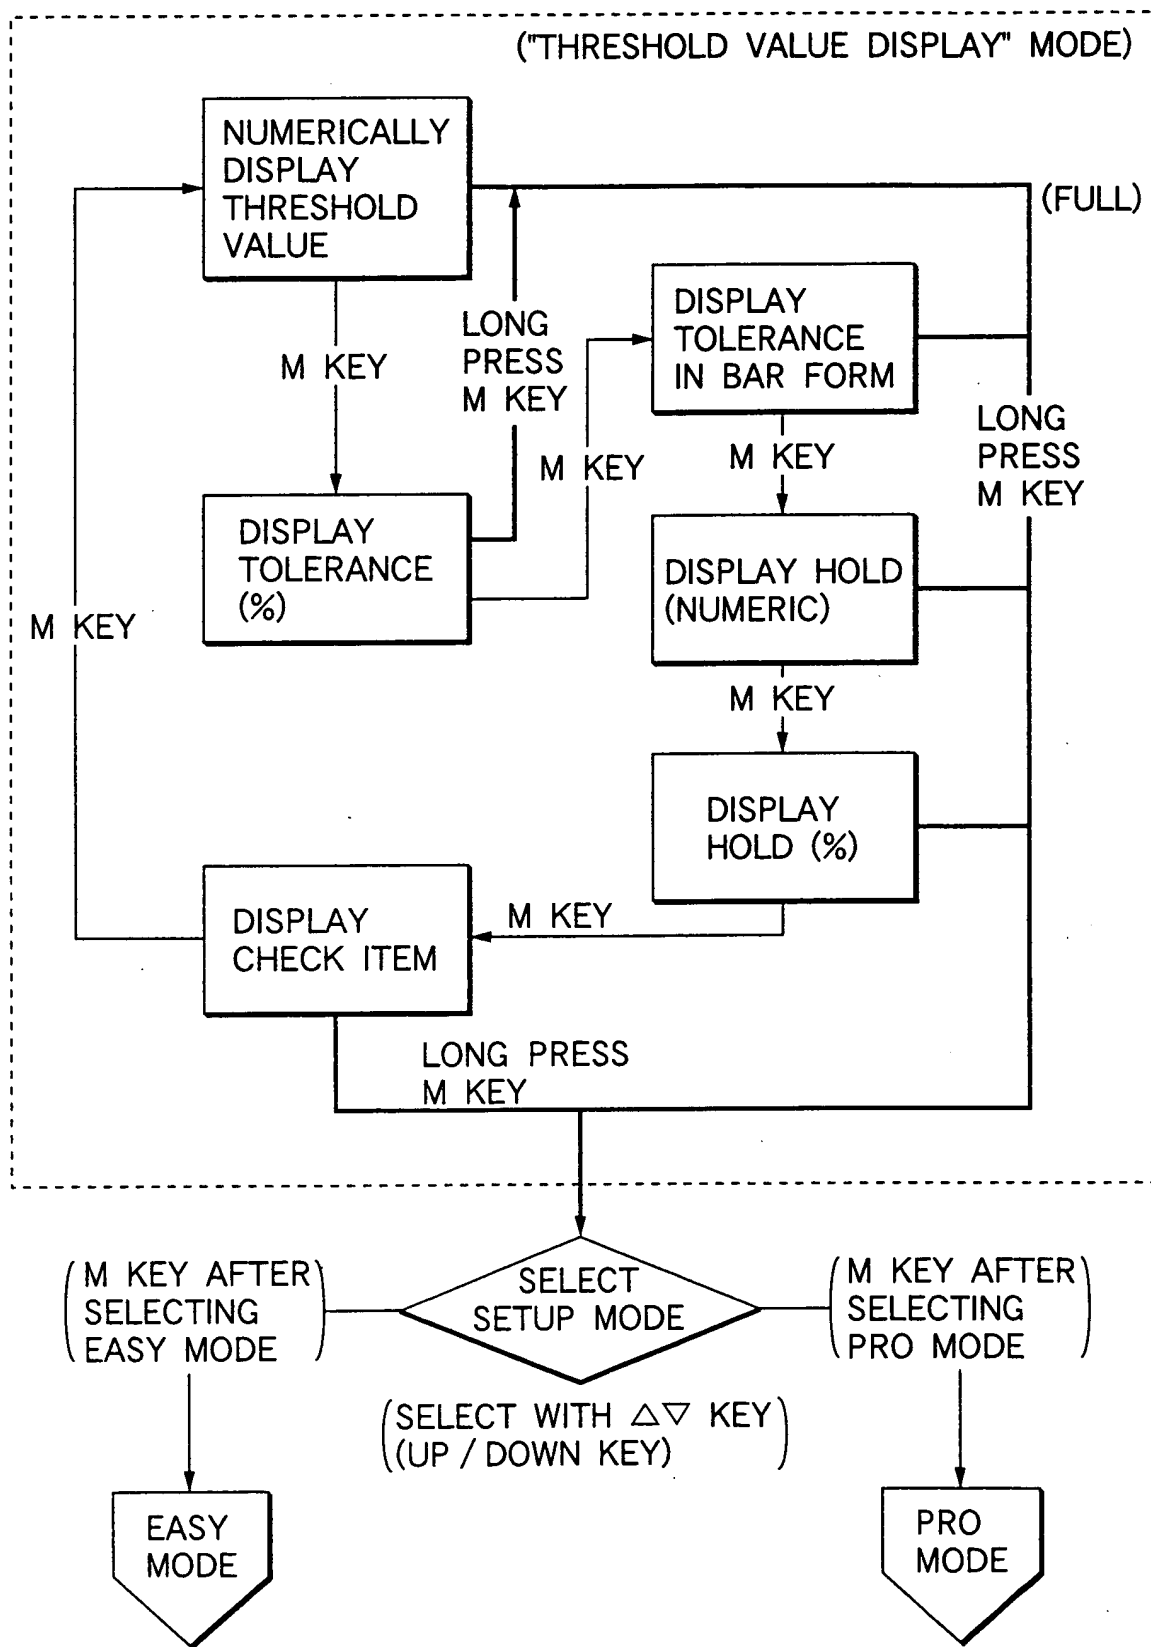 ("THRESHOLD VALUE DISPLAY" MODE)
NUMERICALLY
DISPLAY
THRESHOLD
VALUE
(FULL)
M KEY
LONG
PRESS
M KEY
DISPLAY
TOLERANCE
IN BAR FORM
M KEY
M KEY
LONG
PRESS
M KEY
DISPLAY
TOLERANCE
(%)
DISPLAY HOLD
(NUMERIC)
M KEY
M KEY
DISPLAY
HOLD (%)
M KEY
DISPLAY
CHECK ITEM
LONG PRESS
M KEY
(M KEY AFTER
SELECTING
EASY MODE)
SELECT
SETUP MODE
(M KEY AFTER
SELECTING
PRO MODE)
(SELECT WITH △▽ KEY
(UP / DOWN KEY))
EASY
MODE
PRO
MODE